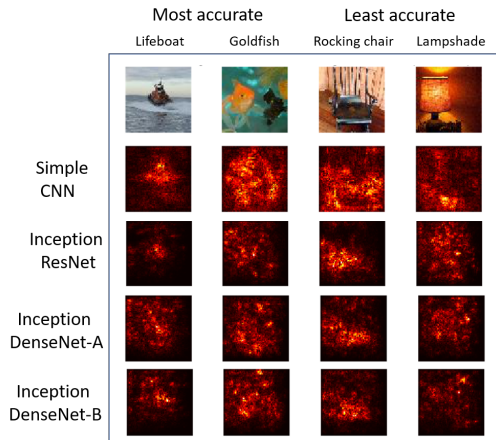 Most accurate Least accurate
Lifeboat Goldfish Rocking chair Lampshade
Simple
CNN
Inception
ResNet
Inception
DenseNet-A
Inception
DenseNet-B